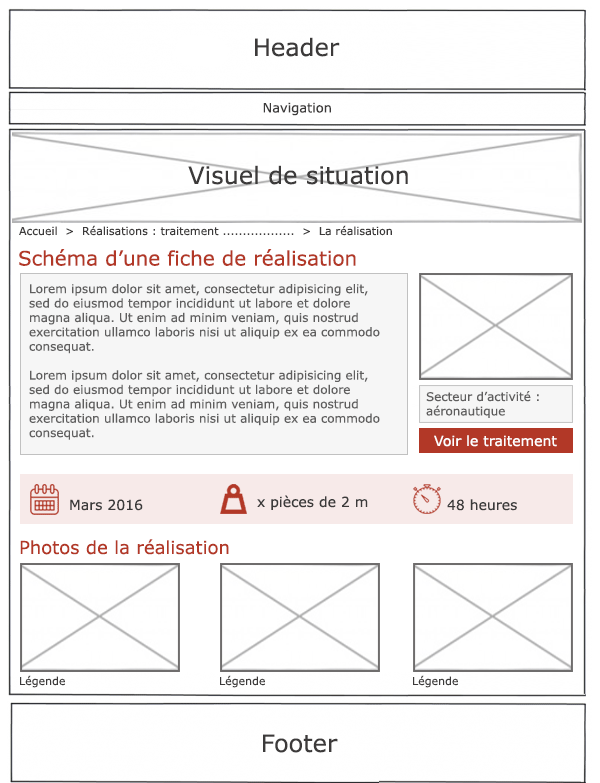 Header
Navigation
Visuel de situation
Accueil > Réalisations : traitement .................. > La réalisation
Schéma d’une fiche de réalisation
Lorem ipsum dolor sit amet, consectetur adipisicing elit,
sed do eiusmod tempor incididunt ut labore et dolore
magna aliqua. Ut enim ad minim veniam, quis nostrud
exercitation ullamco laboris nisi ut aliquip ex ea commodo
consequat.
Lorem ipsum dolor sit amet, consectetur adipisicing elit,
sed do eiusmod tempor incididunt ut labore et dolore
magna aliqua. Ut enim ad minim veniam, quis nostrud
exercitation ullamco laboris nisi ut aliquip ex ea commodo
consequat.
Secteur d’activité :
aéronautique
Voir le traitement
Mars 2016
x pièces de 2 m
48 heures
Photos de la réalisation
Légende
Légende
Légende
Footer